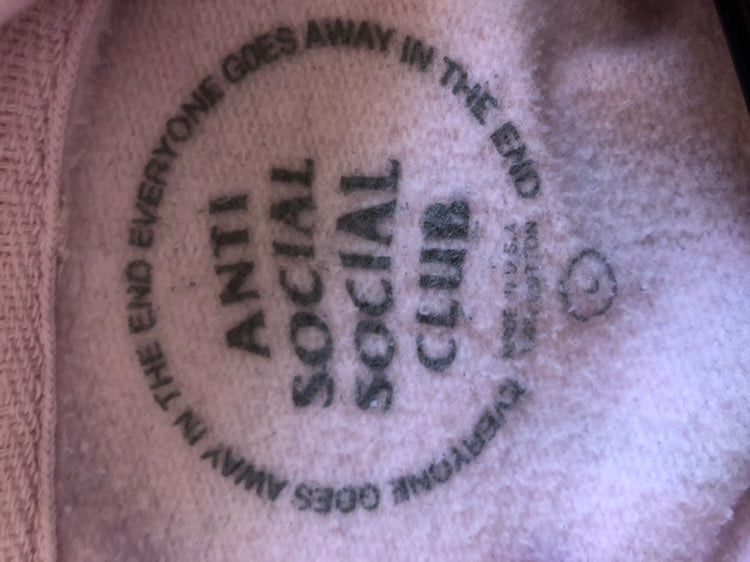 EVERYONE GOES AWAY IN THE END EVERYONE GOES AWAY IN THE END
ANTI
SOCIAL
SOCIAL
CLUB
MADE IN U.S.A
COTTON